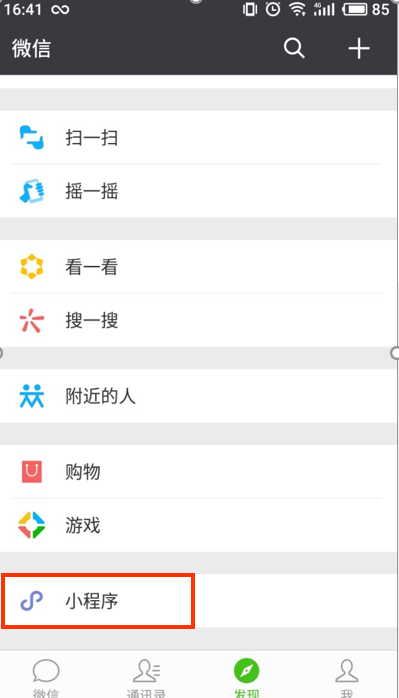 16:41 4G 85
微信
扫一扫
摇一摇
看一看
搜一搜
附近的人
购物
游戏
小程序
微信 通讯录 发现 我